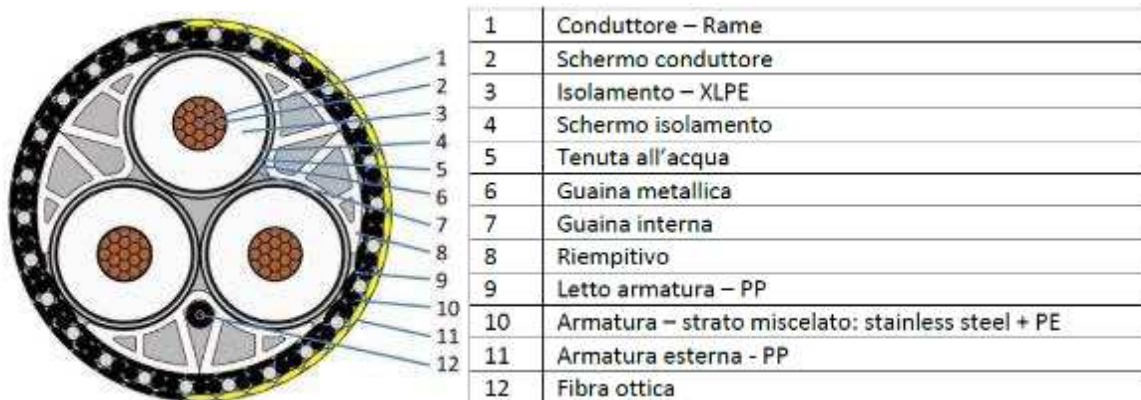 1
2
3
4
5
6
7
8
9
10
11
12
1 Conduttore – Rame
2 Schermo conduttore
3 Isolamento – XLPE
4 Schermo isolamento
5 Tenuta all'acqua
6 Guaina metallica
7 Guaina interna
8 Riempitivo
9 Letto armatura – PP
10 Armatura – strato miscelato: stainless steel + PE
11 Armatura esterna - PP
12 Fibra ottica